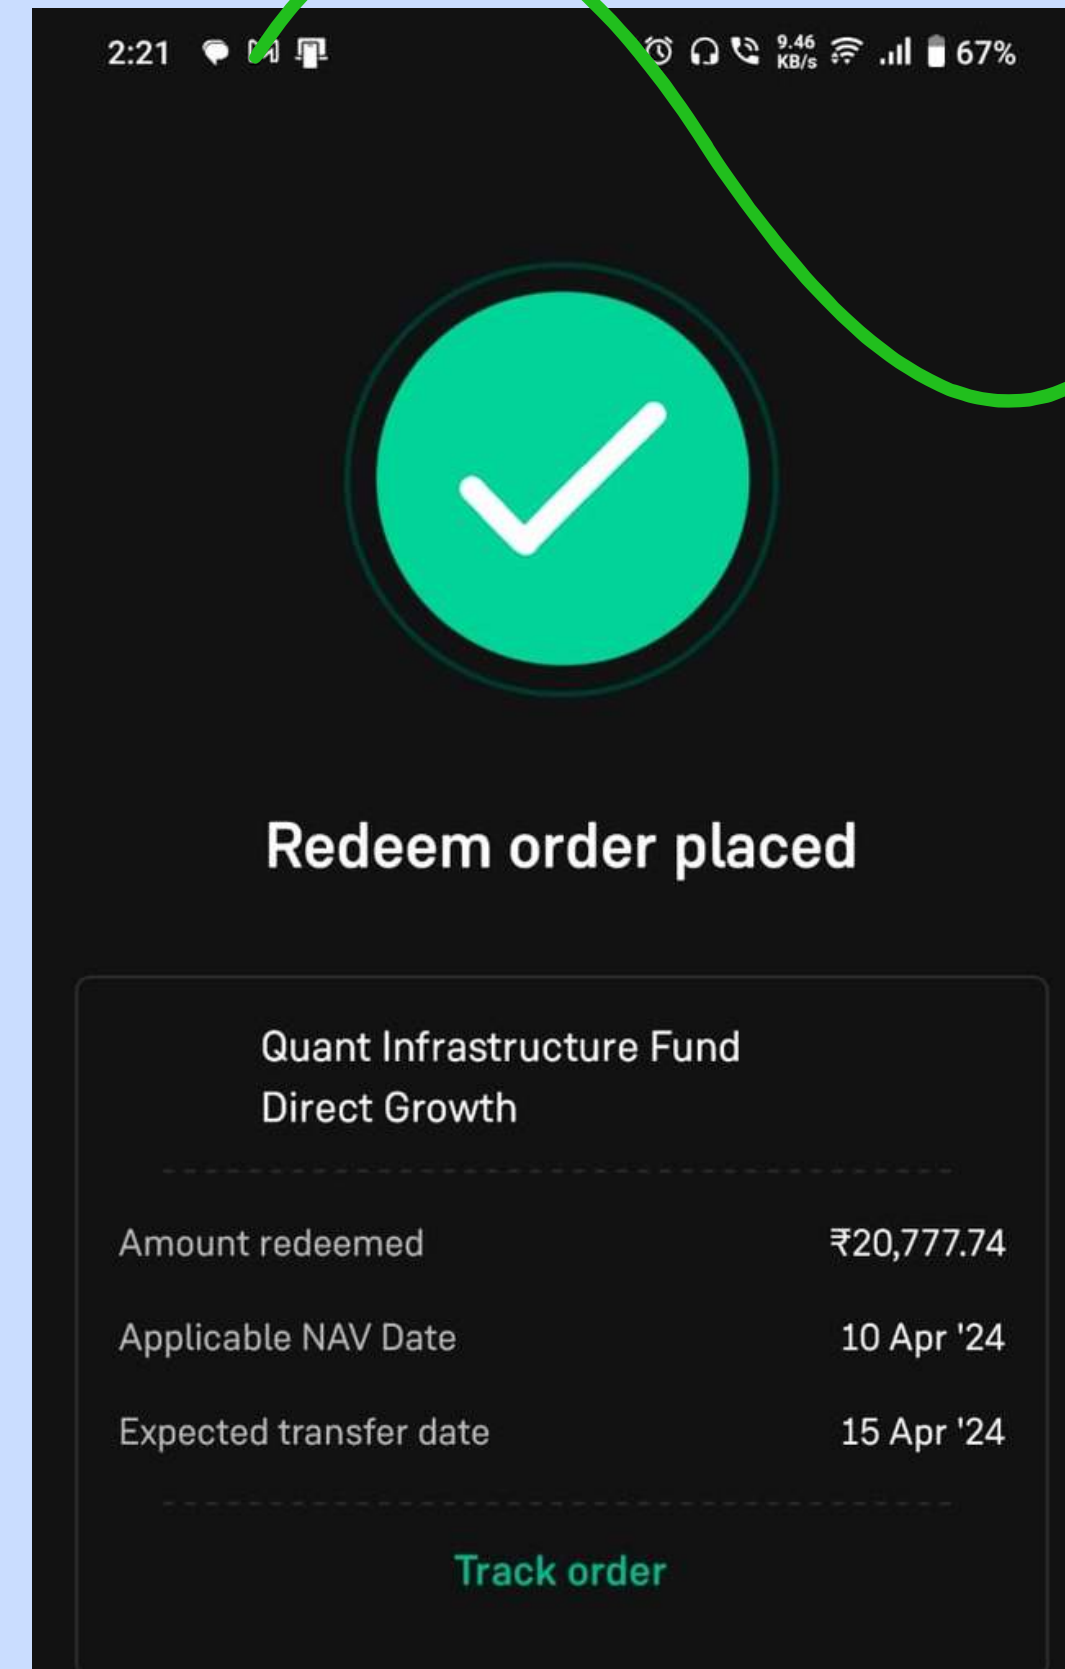 2:21 9.46 KB/s 67%
Redeem order placed
Quant Infrastructure Fund
Direct Growth
Amount redeemed ₹20,777.74
Applicable NAV Date 10 Apr '24
Expected transfer date 15 Apr '24
Track order